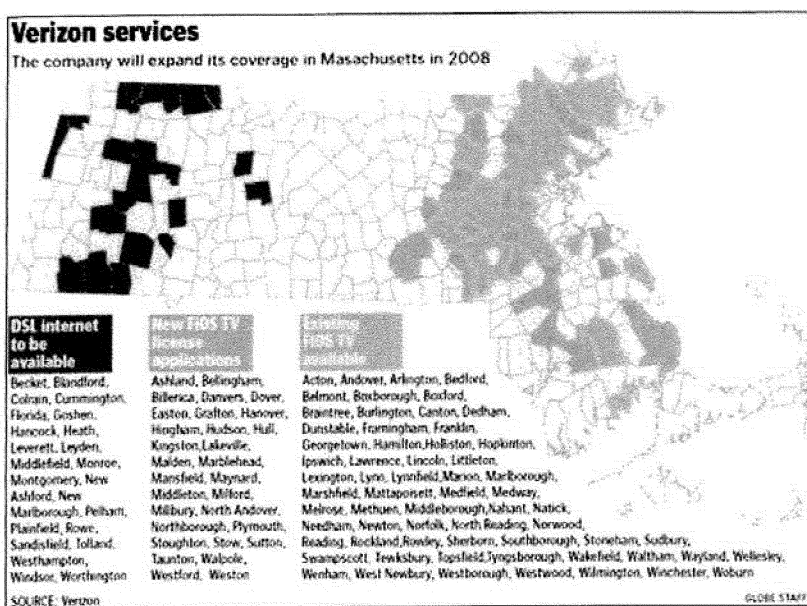 Verizon services
The company will expand its coverage in Masachusetts in 2008
DSL internet
to be
available
Becket, Blandford,
Colrain, Cummington,
Florida, Goshen,
Hancock, Heath,
Leverett, Leyden,
Middlefield, Monroe,
Montgomery, New
Ashford, New
Marlborough, Pelham,
Plainfield, Rowe,
Sandisfield, Tolland,
Westhampton,
Windsor, Worthington
New FiOS TV
license
applications
Ashland, Bellingham,
Billerica, Danvers, Dover,
Easton, Grafton, Hanover,
Hingham, Hudson, Hull,
Kingston, Lakeville,
Malden, Marblehead,
Mansfield, Maynard,
Middleton, Milford,
Millbury, North Andover,
Northborough, Plymouth,
Stoughton, Stow, Sutton,
Taunton, Walpole,
Westford, Weston
Existing
FiOS TV
available
Acton, Andover, Arlington, Bedford,
Belmont, Boxborough, Boxford,
Braintree, Burlington, Canton, Dedham,
Dunstable, Framingham, Franklin,
Georgetown, Hamilton,Holliston, Hopkinton,
Ipswich, Lawrence, Lincoln, Littleton,
Lexington, Lynn, Lynnfield,Marion, Marlborough,
Marshfield, Mattapoisett, Medfield, Medway,
Melrose, Methuen, Middleborough,Nahant, Natick,
Needham, Newton, Norfolk, North Reading, Norwood,
Reading, Rockland,Rowley, Sherborn, Southborough, Stoneham, Sudbury,
Swampscott, Tewksbury, Topsfield,Tyngsborough, Wakefield, Waltham, Wayland, Wellesley,
Wenham, West Newbury, Westborough, Westwood, Wilmington, Winchester, Woburn
SOURCE: Verizon
GLOBE STAFF